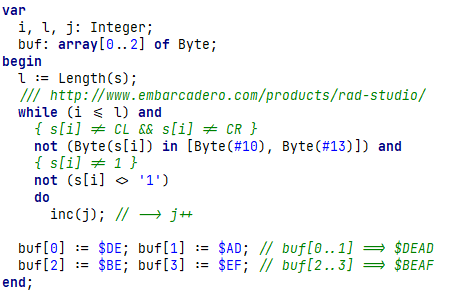 var
  i, l, j: Integer;
  buf: array[0..2] of Byte;
begin
  l := Length(s);
  /// http://www.embarcadero.com/products/rad-studio/
  while (i <= l) and
    { s[i] != CL && s[i] != CR }
    not (Byte(s[i]) in [Byte(#10), Byte(#13)]) and
    { s[i] != 1 }
    not (s[i] <> '1')
    do
      inc(j); // --> j++

  buf[0] := $DE; buf[1] := $AD; // buf[0..1] ==> $DEAD
  buf[2] := $BE; buf[3] := $EF; // buf[2..3] ==> $BEAF
end;